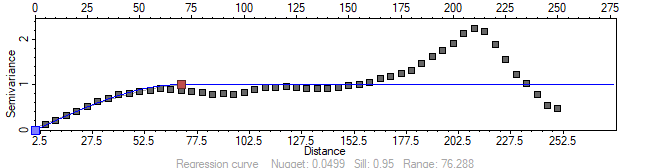 0 25 50 75 100 125 150 175 200 225 250 275
2
1
0
Semivariance
2.5 27.5 52.5 77.5 102.5 127.5 152.5 177.5 202.5 227.5 252.5
Distance
Regression curve Nugget: 0.0499 Sill: 0.95 Range: 76.288